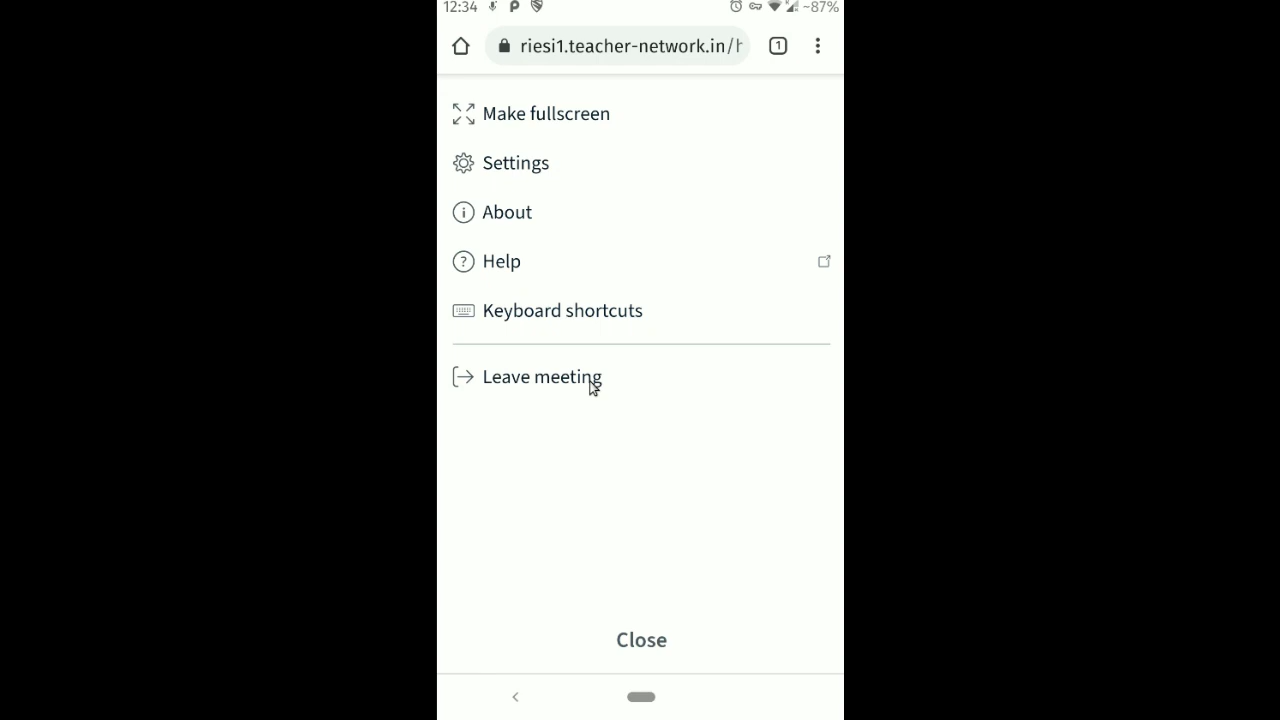 12:34 ~87%
riesi1.teacher-network.in/h
1
Make fullscreen
Settings
About
Help
Keyboard shortcuts
Leave meeting
Close